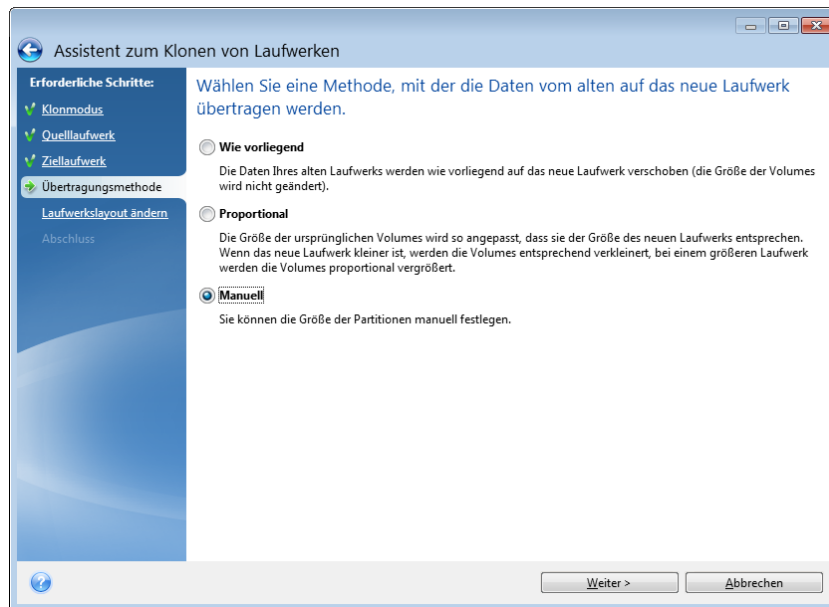 Assistent zum Klonen von Laufwerken
Erforderliche Schritte:
Klonmodus
Quelllaufwerk
Ziellaufwerk
Übertragungsmethode
Laufwerkslayout ändern
Abschluss
Wählen Sie eine Methode, mit der die Daten vom alten auf das neue Laufwerk
übertragen werden.
Wie vorliegend
Die Daten Ihres alten Laufwerks werden wie vorliegend auf das neue Laufwerk verschoben (die Größe der Volumes
wird nicht geändert).
Proportional
Die Größe der ursprünglichen Volumes wird so angepasst, dass sie der Größe des neuen Laufwerks entsprechen.
Wenn das neue Laufwerk kleiner ist, werden die Volumes entsprechend verkleinert, bei einem größeren Laufwerk
werden die Volumes proportional vergrößert.
Manuell
Sie können die Größe der Partitionen manuell festlegen.
?
Weiter >
Abbrechen